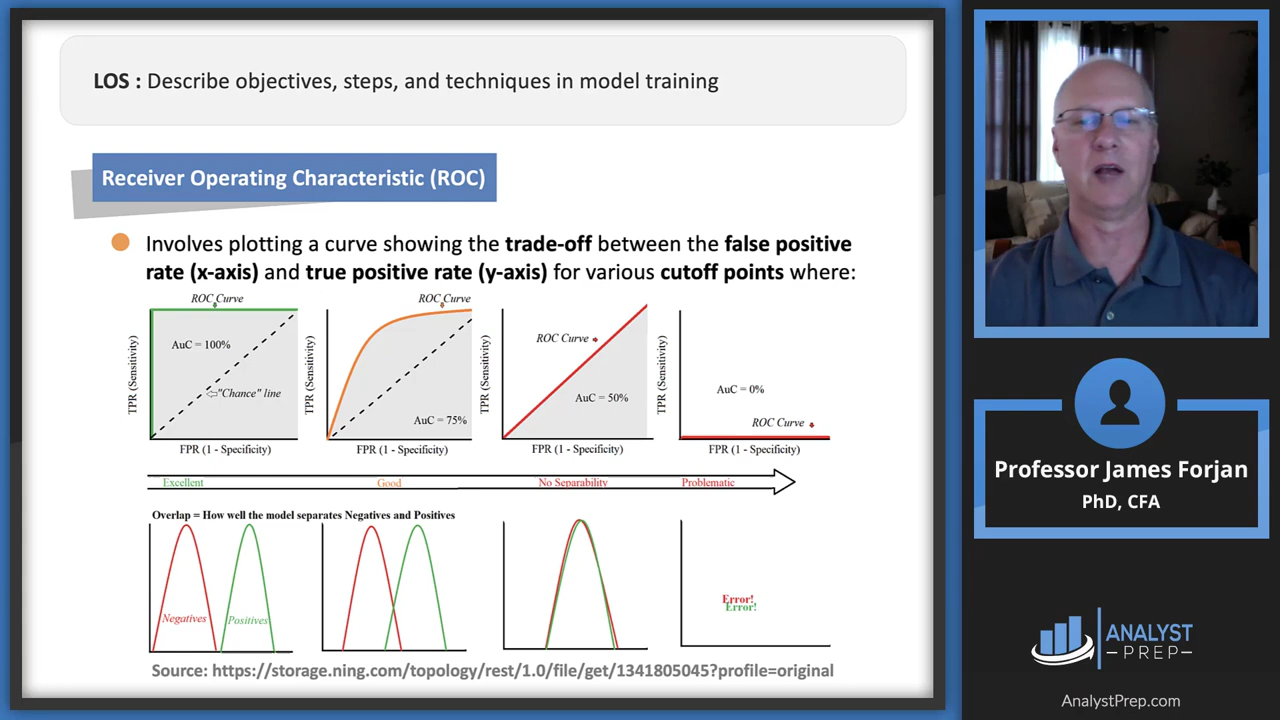 LOS : Describe objectives, steps, and techniques in model training
Receiver Operating Characteristic (ROC)
Involves plotting a curve showing the trade-off between the false positive
rate (x-axis) and true positive rate (y-axis) for various cutoff points where:
ROC Curve
AuC = 100%
"Chance" line
TPR (Sensitivity)
FPR (1 - Specificity)
ROC Curve
AuC = 75%
TPR (Sensitivity)
FPR (1 - Specificity)
ROC Curve
AuC = 50%
TPR (Sensitivity)
FPR (1 - Specificity)
AuC = 0%
ROC Curve
TPR (Sensitivity)
FPR (1 - Specificity)
Excellent
Good
No Separability
Problematic
Overlap = How well the model separates Negatives and Positives
Negatives
Positives
Error!
Error!
Source: https://storage.ning.com/topology/rest/1.0/file/get/1341805045?profile=original
Professor James Forjan
PhD, CFA
ANALYST
PREP
AnalystPrep.com